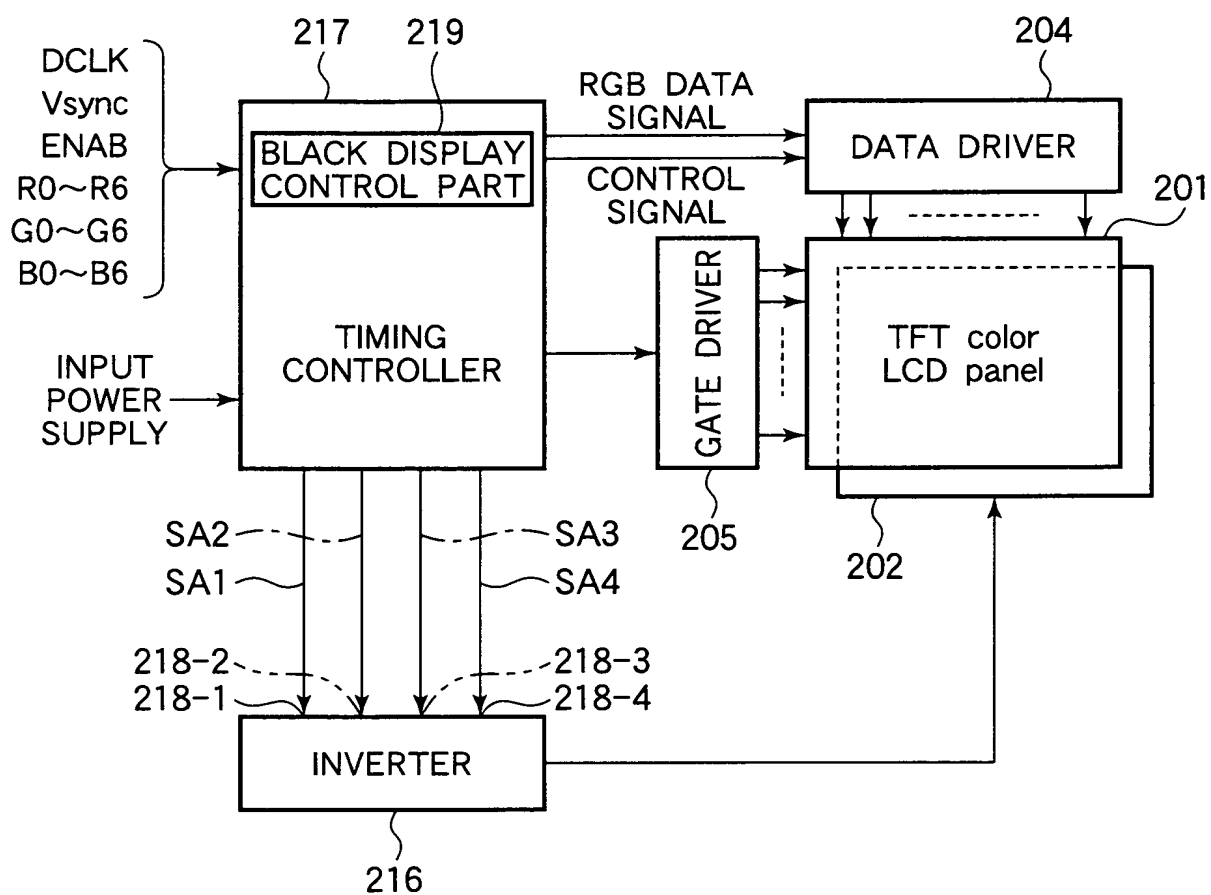 217
219
204
DCLK
Vsync
ENAB
R0~R6
G0~G6
B0~B6
RGB DATA
SIGNAL
BLACK DISPLAY
CONTROL PART
DATA DRIVER
CONTROL
SIGNAL
201
TIMING
CONTROLLER
GATE DRIVER
TFT color
LCD panel
INPUT
POWER
SUPPLY
205
202
SA2
SA3
SA1
SA4
218-2
218-3
218-1
218-4
INVERTER
216